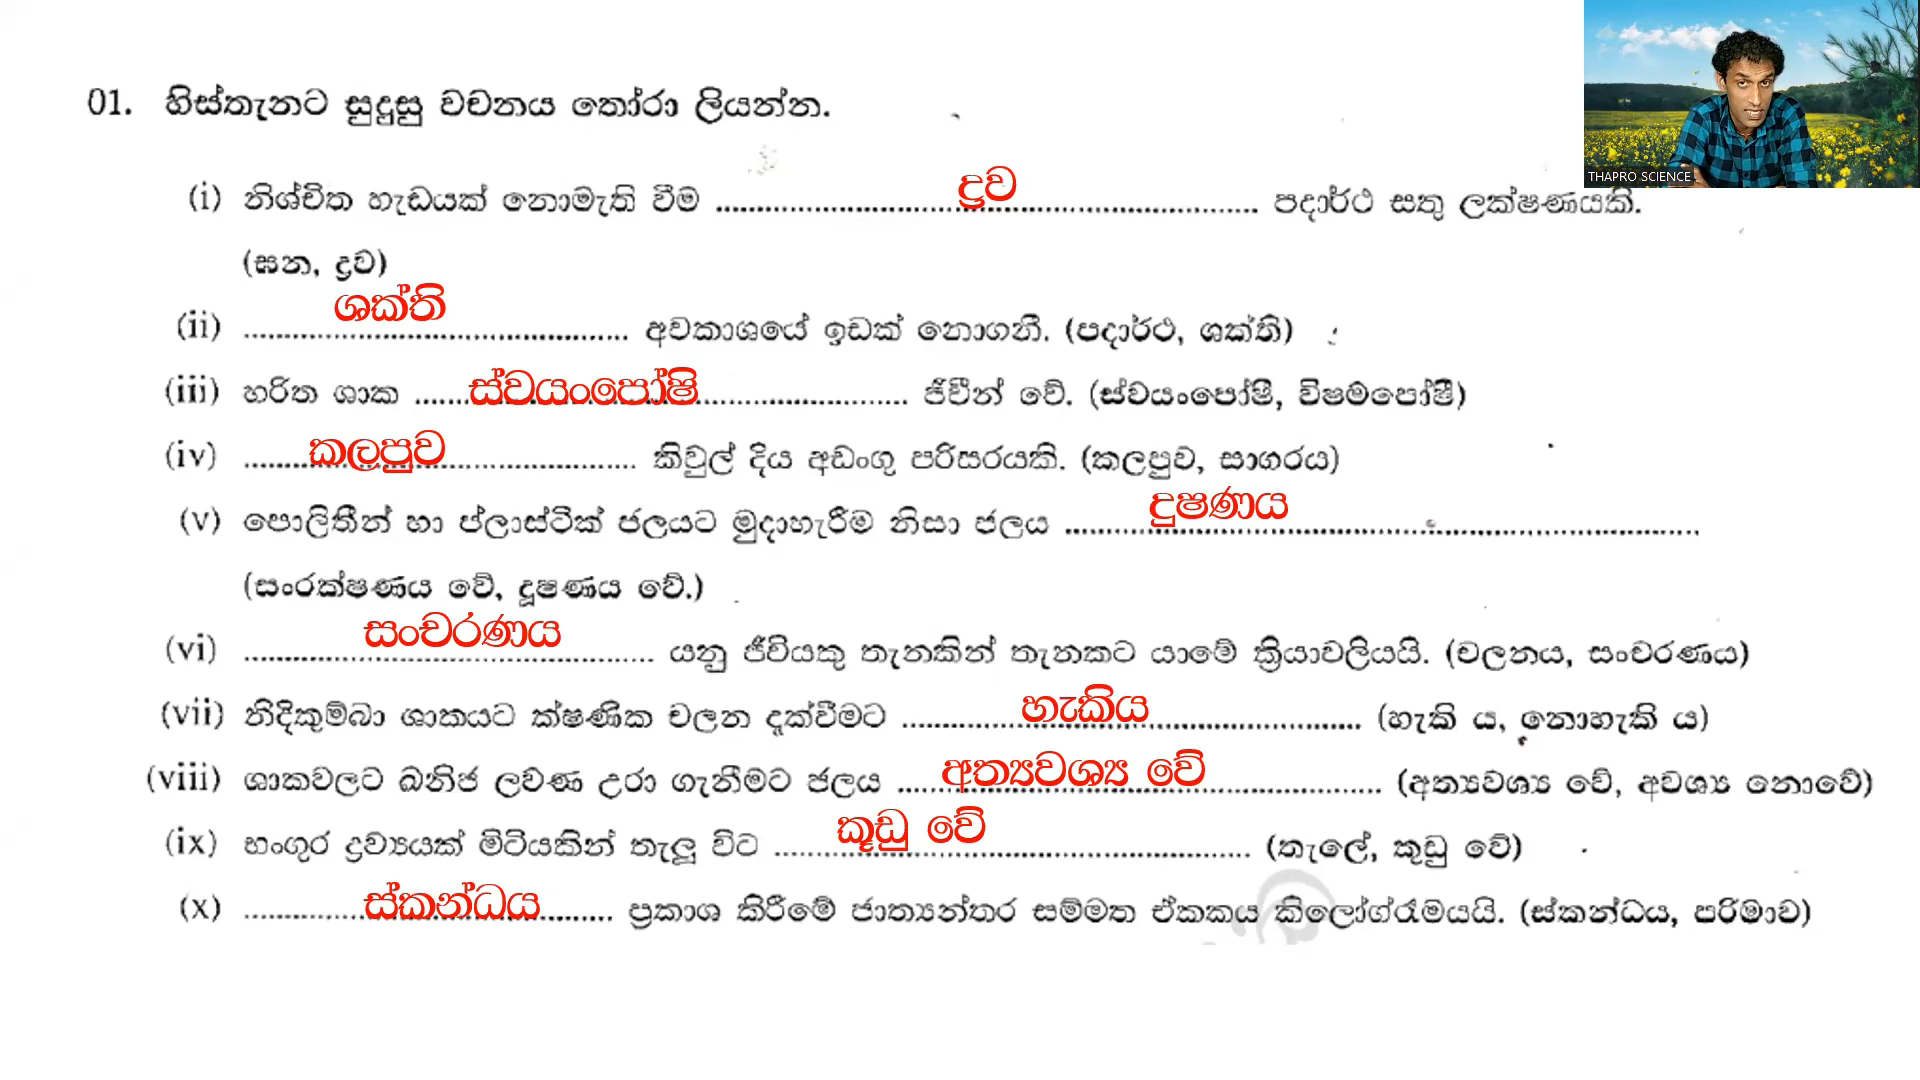 THAPRO SCIENCE
01. හිස්තැනට සුදුසු වචනය තෝරා ලියන්න.
(i) නිශ්චිත හැඩයක් නොමැති වීම ........ ද්‍රව ........ පදාර්ථ සතු ලක්ෂණයකි.
(ඝන, ද්‍රව)
(ii) ........ ශක්ති ........ අවකාශයේ ඉඩක් නොගනී. (පදාර්ථ, ශක්ති)
(iii) හරිත ශාක ........ ස්වයංපෝෂි ........ ජීවීන් වේ. (ස්වයංපෝෂී, විෂමපෝෂී)
(iv) ........ කලපුව ........ කිවුල් දිය අඩංගු පරිසරයකි. (කලපුව, සාගරය)
(v) පොලිතීන් හා ප්ලාස්ටික් ජලයට මුදාහැරීම නිසා ජලය ........ දුෂණය ........
(සංරක්ෂණය වේ, දූෂණය වේ.)
(vi) ........ සංචරණය ........ යනු ජීවියකු තැනකින් තැනකට යාමේ ක්‍රියාවලියයි. (චලනය, සංචරණය)
(vii) නිදිකුම්බා ශාකයට ක්ෂණික චලන දැක්වීමට ........ හැකිය ........ (හැකි ය, නොහැකි ය)
(viii) ශාකවලට ඛනිජ ලවණ උරා ගැනීමට ජලය ........ අත්‍යවශ්‍ය වේ ........ (අත්‍යවශ්‍ය වේ, අවශ්‍ය නොවේ)
(ix) භංගුර ද්‍රව්‍යයක් මිටියකින් තැලූ විට ........ කුඩු වේ ........ (තැලේ, කුඩු වේ)
(x) ........ ස්කන්ධය ........ ප්‍රකාශ කිරීමේ ජාත්‍යන්තර සම්මත ඒකකය කිලෝග්රෑමයයි. (ස්කන්ධය, පරිමාව)